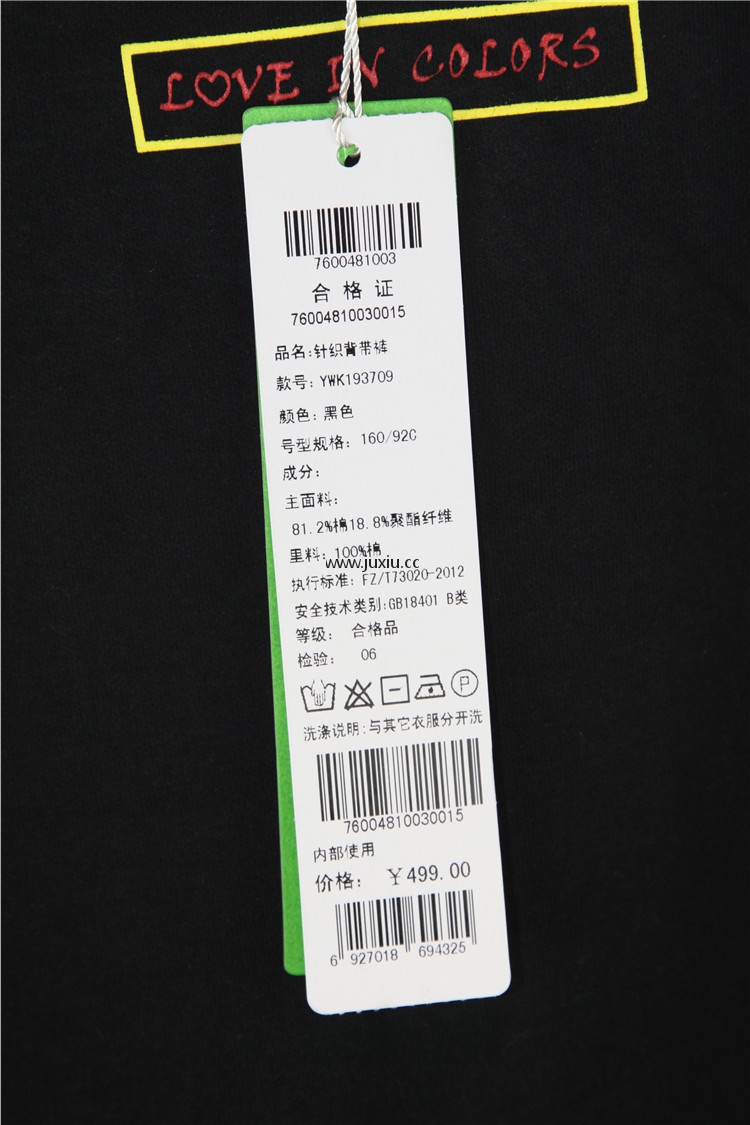 LOVE IN COLORS
7600481003
合格证
76004810030015
品名:针织背带裤
款号: YWK193709
颜色: 黑色
号型规格: 160/92C
成分:
主面料:
81.2%棉18.8%聚酯纤维
里料: 100%棉
www.juxiu.cc
执行标准: FZ/T73020-2012
安全技术类别:GB18401 B类
等级: 合格品
检验: 06
P
洗涤说明:与其它衣服分开洗
76004810030015
内部使用
价格: ￥499.00
6 927018 694325